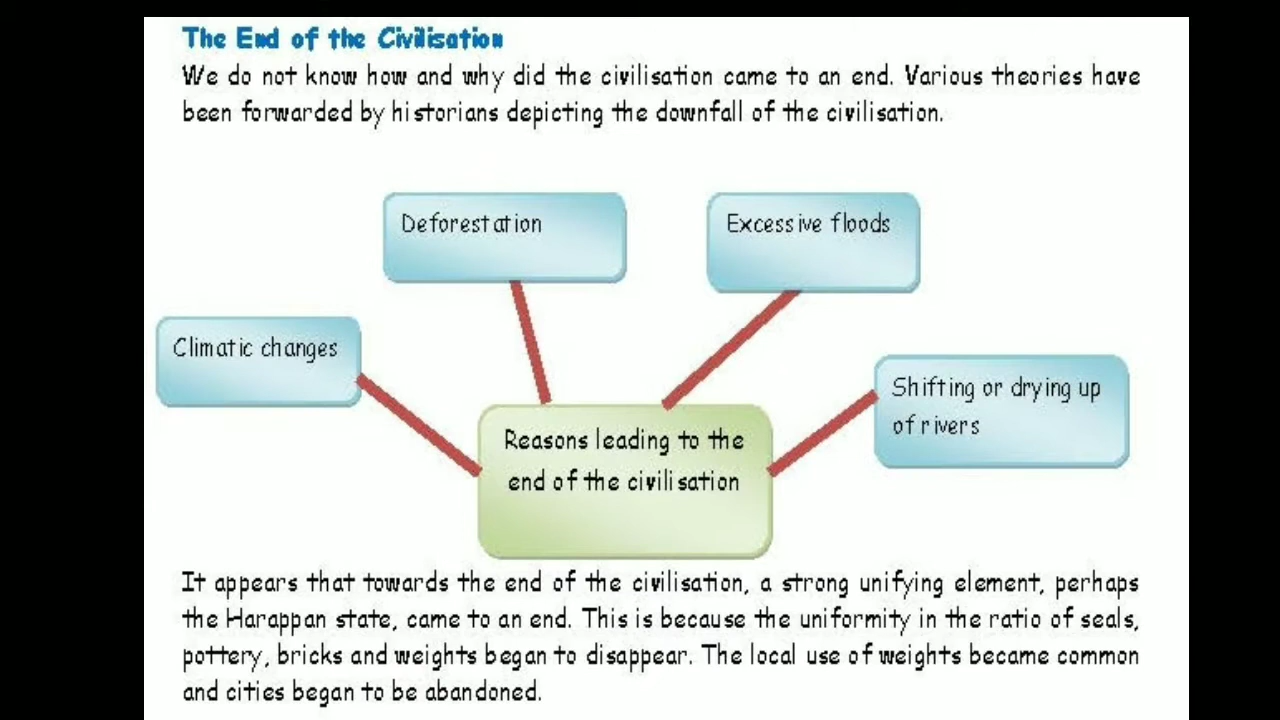 The End of the Civilisation
We do not know how and why did the civilisation came to an end. Various theories have
been forwarded by historians depicting the downfall of the civilisation.
Deforestation
Excessive floods
Climatic changes
Shifting or drying up
of rivers
Reasons leading to the
end of the civilisation
It appears that towards the end of the civilisation, a strong unifying element, perhaps
the Harappan state, came to an end. This is because the uniformity in the ratio of seals,
pottery, bricks and weights began to disappear. The local use of weights became common
and cities began to be abandoned.